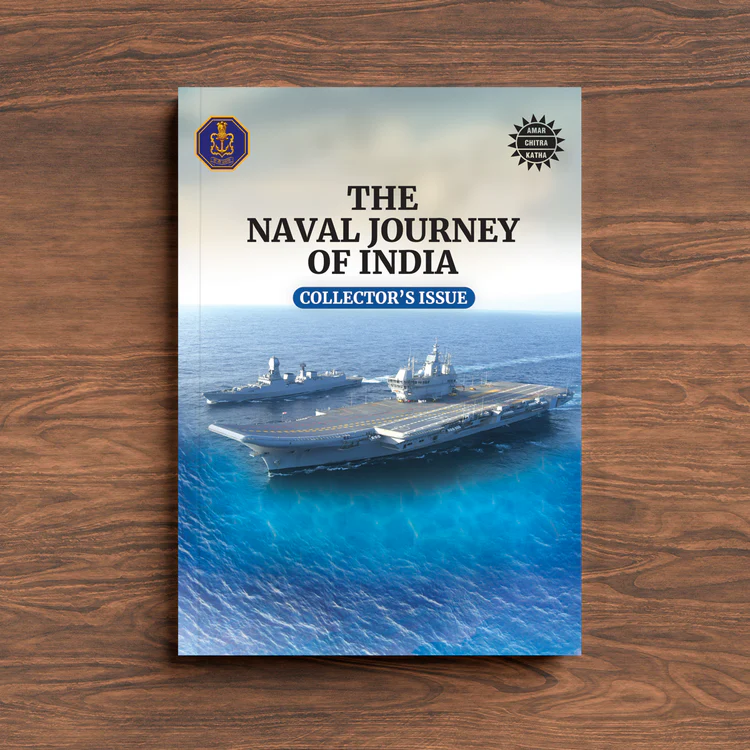 AMAR
CHITRA
KATHA
THE
NAVAL JOURNEY
OF INDIA
COLLECTOR'S ISSUE